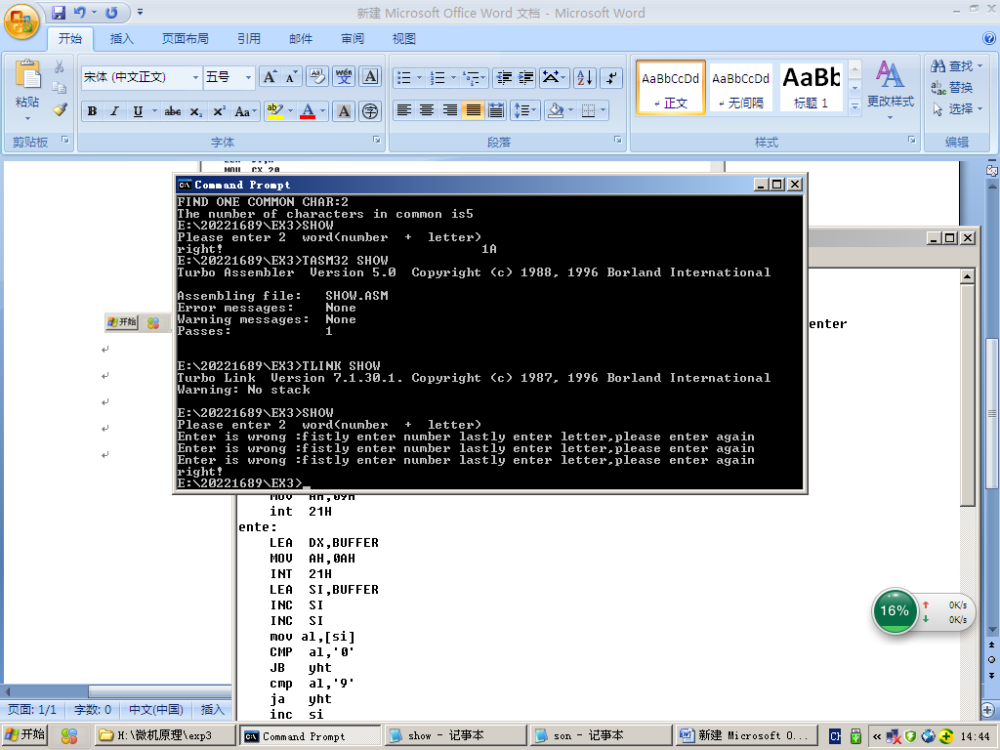 新建 Microsoft Office Word 文档 - Microsoft Word
开始 插入 页面布局 引用 邮件 审阅 视图
宋体 (中文正文) 五号
AaBbCcDd AaBbCcDd AaBb
粘贴
正文 无间隔 标题 1 更改样式
查找
替换
选择
剪贴板 字体 段落 样式 编辑
MOV CX,20
Command Prompt
FIND ONE COMMON CHAR:2
The number of characters in common is5
E:\20221689\EX3>SHOW
Please enter 2  word(number  +  letter)
right!                                 1A
E:\20221689\EX3>TASM32 SHOW
Turbo Assembler  Version 5.0  Copyright (c) 1988, 1996 Borland International
Assembling file:   SHOW.ASM
Error messages:    None
Warning messages:  None
Passes:            1
E:\20221689\EX3>TLINK SHOW
Turbo Link  Version 7.1.30.1. Copyright (c) 1987, 1996 Borland International
Warning: No stack
E:\20221689\EX3>SHOW
Please enter 2  word(number  +  letter)
Enter is wrong :fistly enter number lastly enter letter,please enter again
Enter is wrong :fistly enter number lastly enter letter,please enter again
Enter is wrong :fistly enter number lastly enter letter,please enter again
right!
E:\20221689\EX3>
开始
enter
MOV  AH,09H
int  21H
ente:
LEA  DX,BUFFER
MOV  AH,0AH
INT  21H
LEA  SI,BUFFER
INC  SI
INC  SI
mov al,[si]
CMP  al,'0'
JB   yht
cmp  al,'9'
ja   yht
inc  si
16%
0K/s
0K/s
页面: 1/1 字数: 0 中文(中国) 插入
开始 H:\微机原理\exp3 Command Prompt show - 记事本 son - 记事本 新建 Microsoft O... CH 14:44